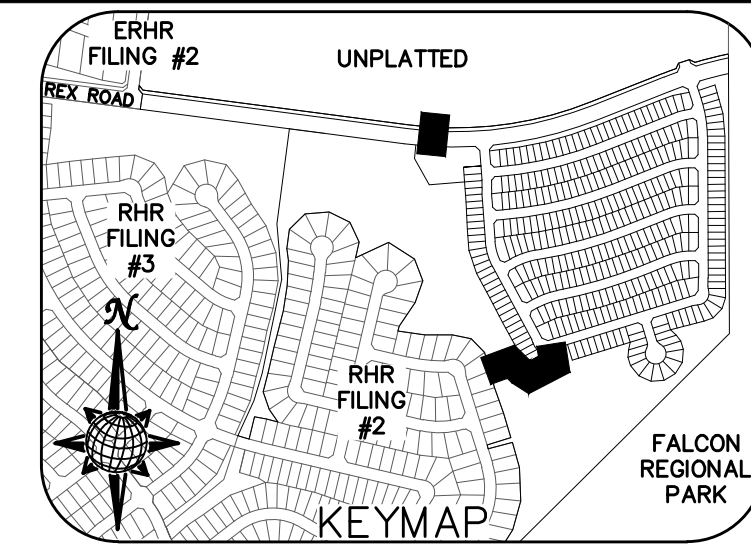 ERHR
FILING #2
UNPLATTED
REX ROAD
RHR
FILING
#3
N
RHR
FILING
#2
FALCON
REGIONAL
PARK
KEYMAP